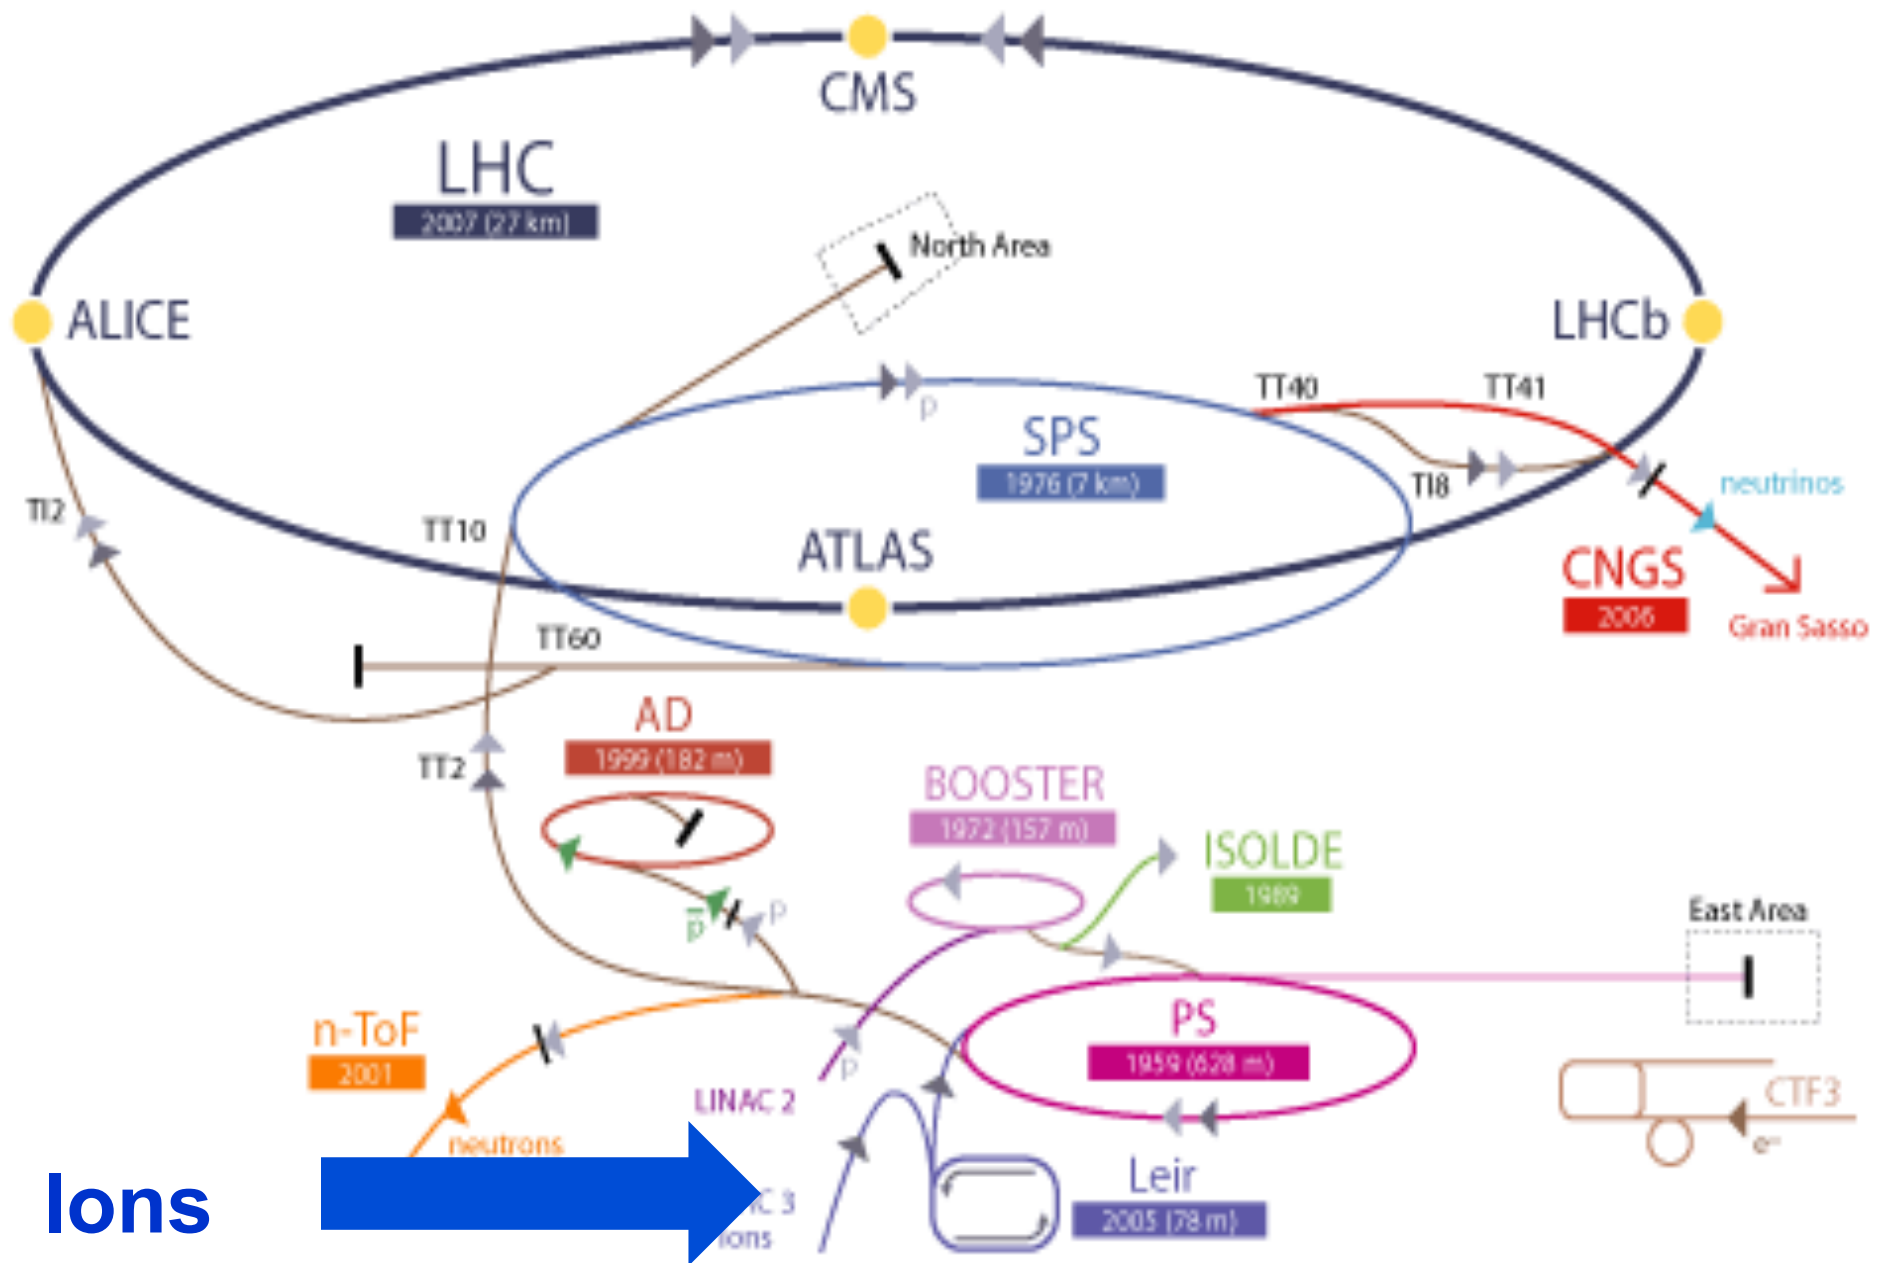 CMS
LHC
2007 (27 km)
North Area
ALICE
LHCb
TT40
TT41
p
SPS
1976 (7 km)
TI8
neutrinos
TI2
TT10
ATLAS
CNGS
2006
Gran Sasso
TT60
AD
1999 (182 m)
TT2
BOOSTER
1972 (157 m)
ISOLDE
1989
East Area
p
p̅
n-ToF
2001
PS
1959 (628 m)
p
LINAC 2
CTF3
e-
neutrons
Leir
2005 (78 m)
Ions
C 3
Ions